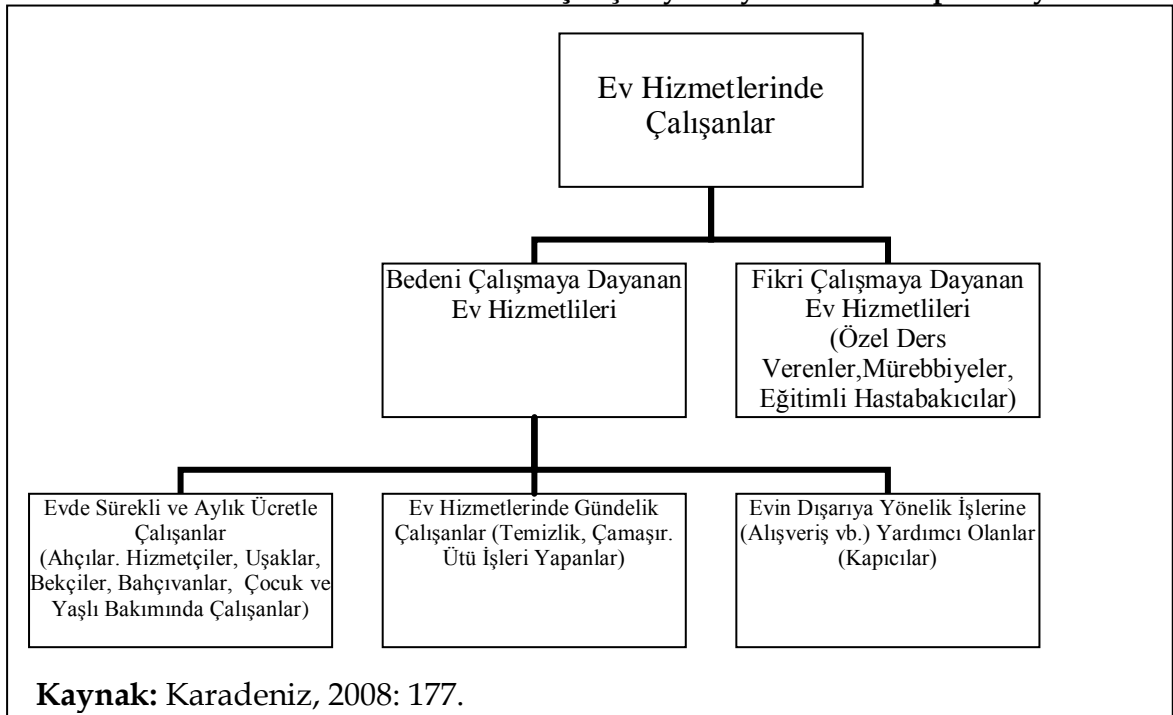 Ev Hizmetlerinde
Çalışanlar
Bedeni Çalışmaya Dayanan
Ev Hizmetlileri
Fikri Çalışmaya Dayanan
Ev Hizmetlileri
(Özel Ders
Verenler,Mürebbiyeler,
Eğitimli Hastabakıcılar)
Evde Sürekli ve Aylık Ücretle
Çalışanlar
(Ahçılar. Hizmetçiler, Uşaklar,
Bekçiler, Bahçıvanlar, Çocuk ve
Yaşlı Bakımında Çalışanlar)
Ev Hizmetlerinde Gündelik
Çalışanlar (Temizlik, Çamaşır.
Ütü İşleri Yapanlar)
Evin Dışarıya Yönelik İşlerine
(Alışveriş vb.) Yardımcı Olanlar
(Kapıcılar)
Kaynak: Karadeniz, 2008: 177.